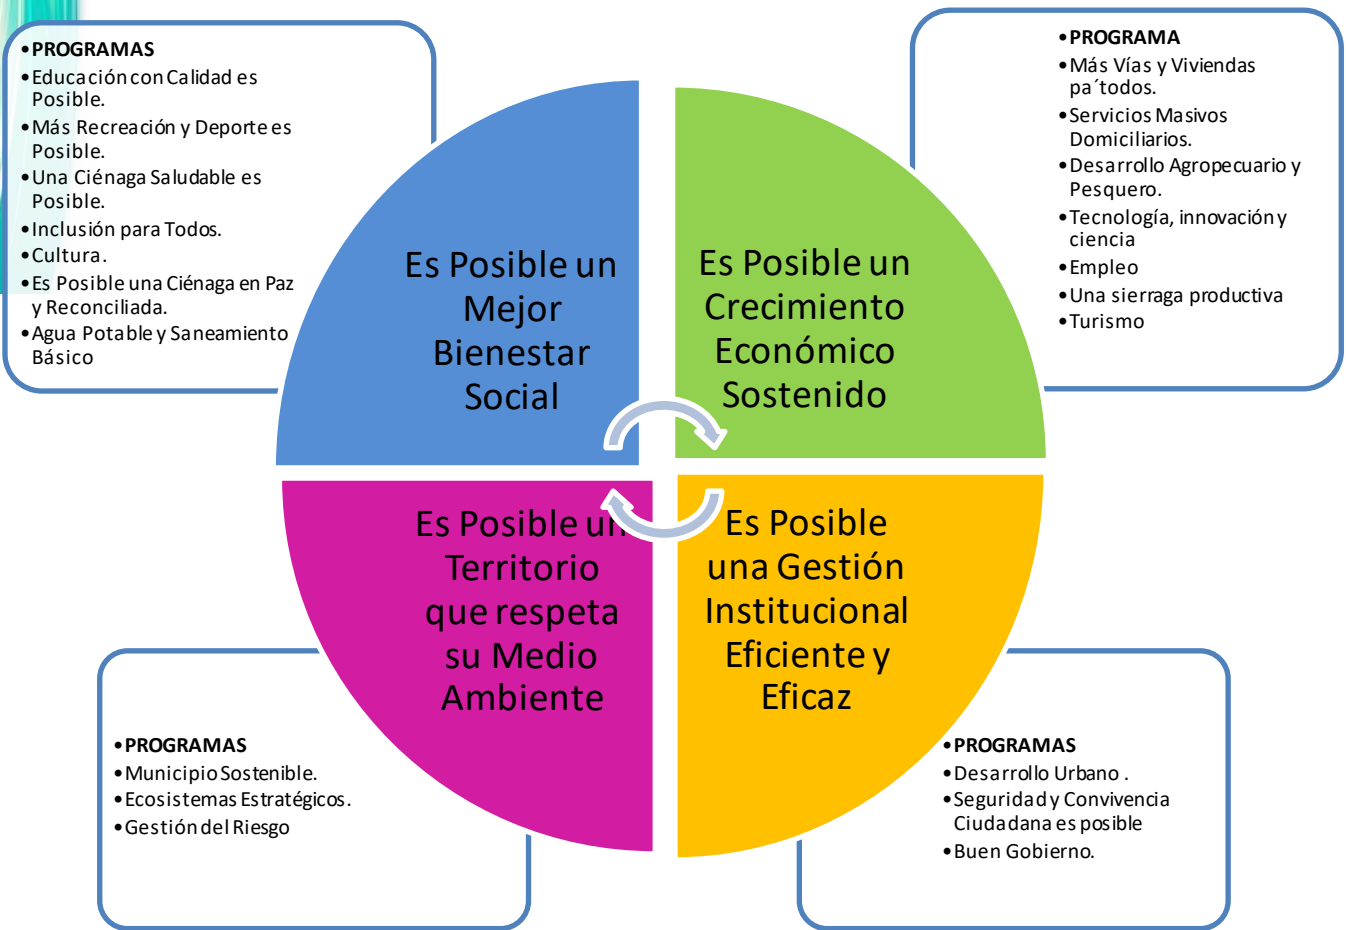 •PROGRAMAS
•Educación con Calidad es
Posible.
•Más Recreación y Deporte es
Posible.
•Una Ciénaga Saludable es
Posible.
•Inclusión para Todos.
•Cultura.
•Es Posible una Ciénaga en Paz
y Reconciliada.
•Agua Potable y Saneamiento
Básico
•PROGRAMA
•Más Vías y Viviendas
pa´todos.
•Servicios Masivos
Domiciliarios.
•Desarrollo Agropecuario y
Pesquero.
•Tecnología, innovación y
ciencia
•Empleo
•Una sierraga productiva
•Turismo
Es Posible un
Mejor
Bienestar
Social
Es Posible un
Crecimiento
Económico
Sostenido
Es Posible un
Territorio
que respeta
su Medio
Ambiente
Es Posible
una Gestión
Institucional
Eficiente y
Eficaz
•PROGRAMAS
•Municipio Sostenible.
•Ecosistemas Estratégicos.
•Gestión del Riesgo
•PROGRAMAS
•Desarrollo Urbano .
•Seguridad y Convivencia
Ciudadana es posible
•Buen Gobierno.